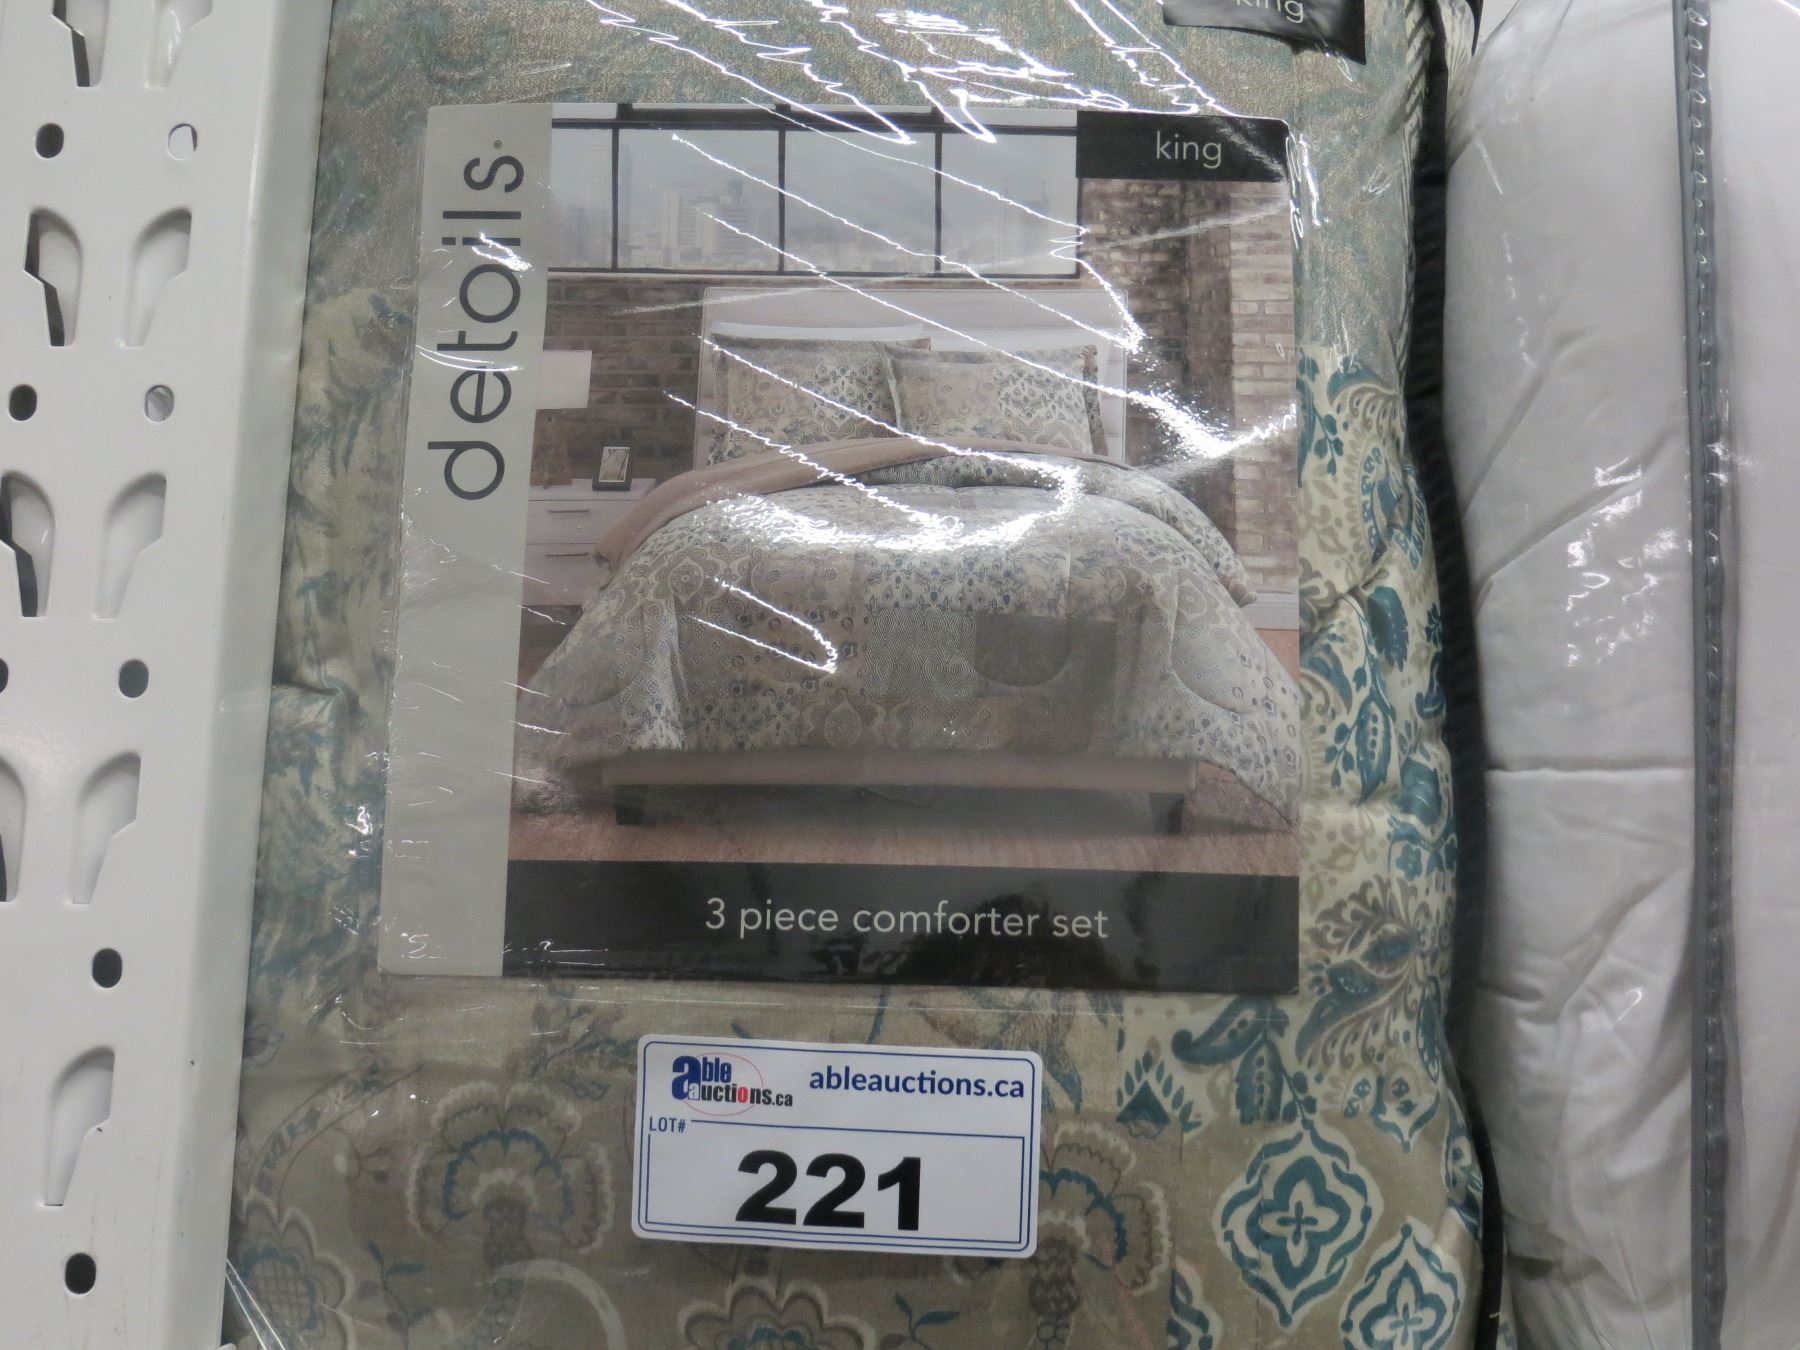 king
king
details®
3 piece comforter set
able auctions.ca
ableauctions.ca
LOT#
221